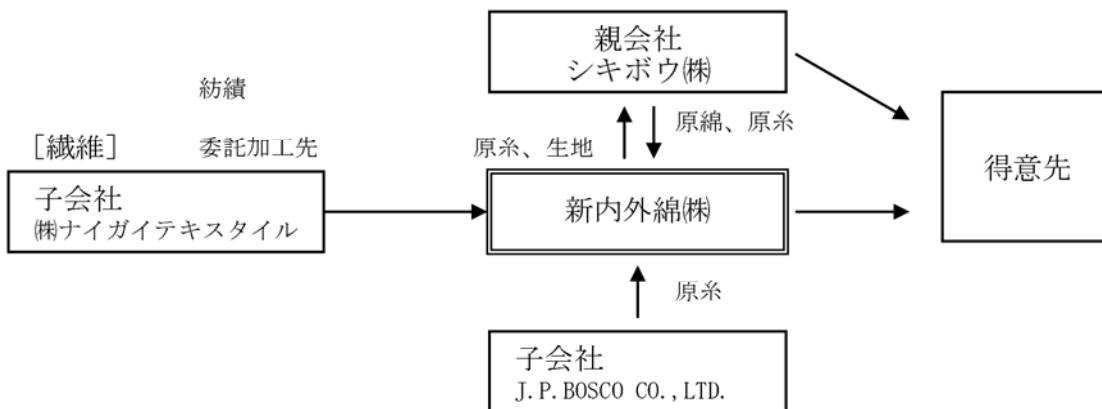 親会社
シキボウ㈱
紡績
[繊維]
委託加工先
原糸、生地
原綿、原糸
子会社
㈱ナイガイテキスタイル
新内外綿㈱
得意先
原糸
子会社
J.P.BOSCO CO.,LTD.